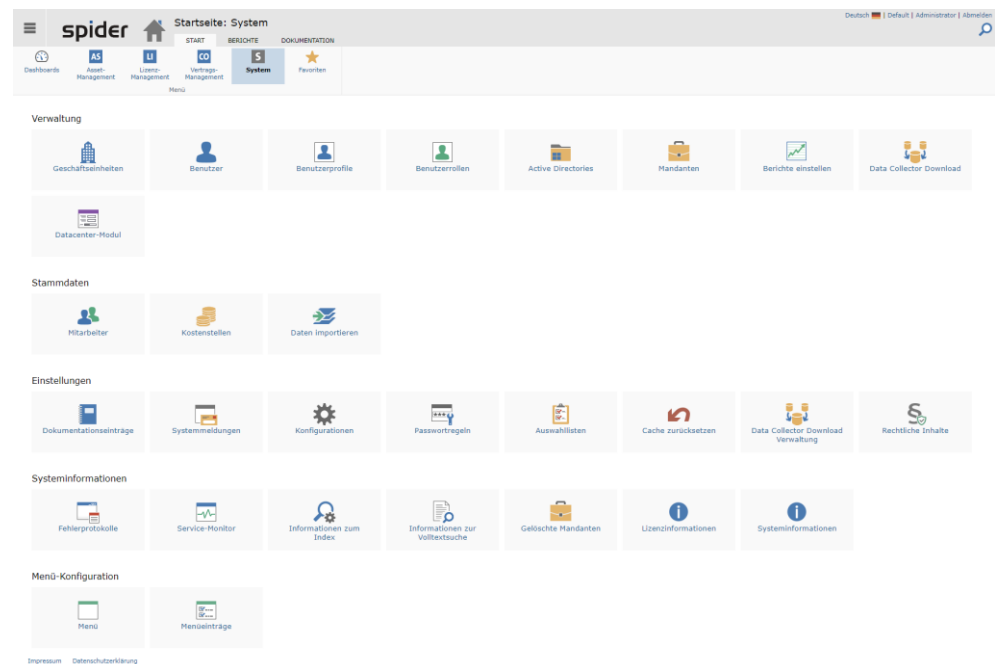 Deutsch | Default | Administrator | Abmelden
spider
Startseite: System
START BERICHTE DOKUMENTATION
Dashboards
AS
Asset-
Management
LI
Lizenz-
Management
CO
Vertrags-
Management
S
System
Favoriten
Menü
Verwaltung
Geschäftseinheiten
Benutzer
Benutzerprofile
Benutzerrollen
Active Directories
Mandanten
Berichte einstellen
Data Collector Download
Datacenter-Modul
Stammdaten
Mitarbeiter
Kostenstellen
Daten importieren
Einstellungen
Dokumentationseinträge
Systemmeldungen
Konfigurationen
Passwortregeln
Auswahllisten
Cache zurücksetzen
Data Collector Download
Verwaltung
Rechtliche Inhalte
Systeminformationen
Fehlerprotokolle
Service-Monitor
Informationen zum
Index
Informationen zur
Volltextsuche
Gelöschte Mandanten
Lizenzinformationen
Systeminformationen
Menü-Konfiguration
Menü
Menüeinträge
Impressum Datenschutzerklärung